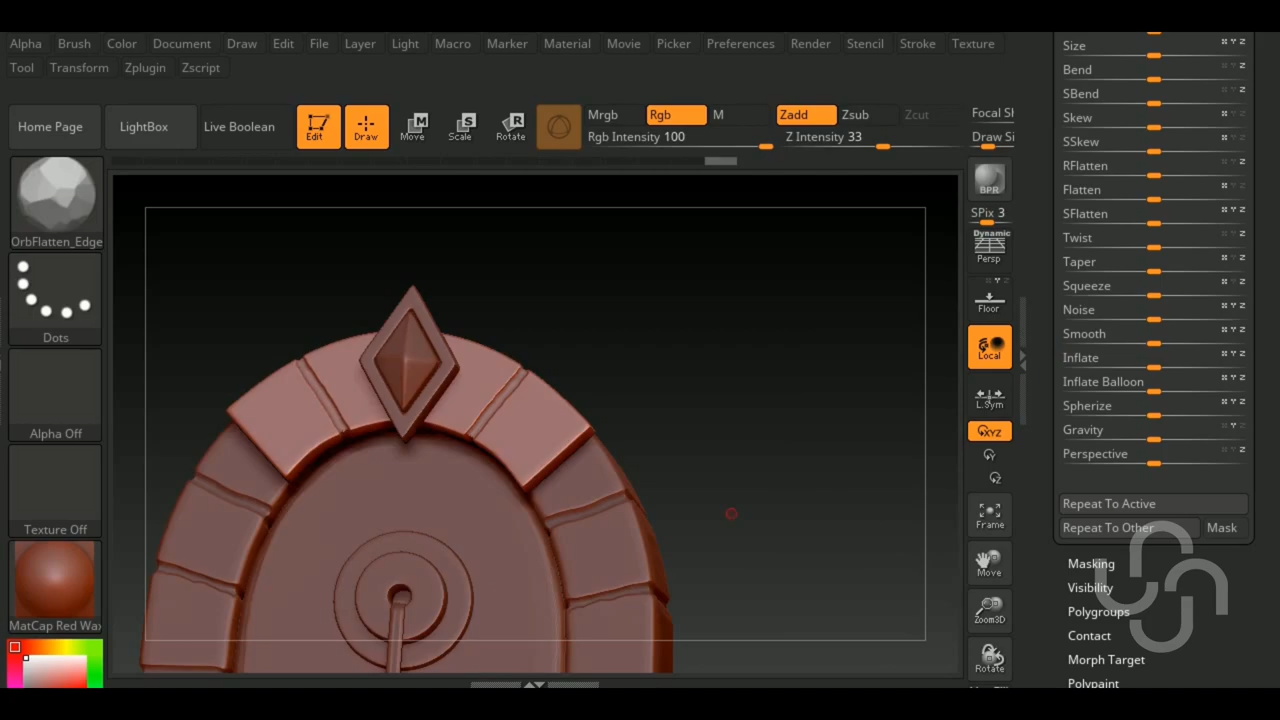 Alpha Brush Color Document Draw Edit File Layer Light Macro Marker Material Movie Picker Preferences Render Stencil Stroke Texture
Tool Transform Zplugin Zscript
Home Page LightBox Live Boolean Edit Draw Move Scale Rotate
Mrgb Rgb M Zadd Zsub Zcut Focal Sh
Rgb Intensity 100 Z Intensity 33 Draw Si
OrbFlatten_Edge
Dots
Alpha Off
Texture Off
MatCap Red Wax
BPR
SPix 3
Dynamic
Persp
Floor
Local
L.Sym
XYZ
Y
Z
Frame
Move
Zoom3D
Rotate
Size
Bend
SBend
Skew
SSkew
RFlatten
Flatten
SFlatten
Twist
Taper
Squeeze
Noise
Smooth
Inflate
Inflate Balloon
Spherize
Gravity
Perspective
Repeat To Active
Repeat To Other Mask
Masking
Visibility
Polygroups
Contact
Morph Target
Polypaint